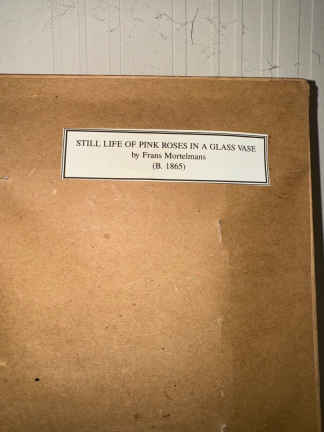 STILL LIFE OF PINK ROSES IN A GLASS VASE
by Frans Mortelmans
(B. 1865)